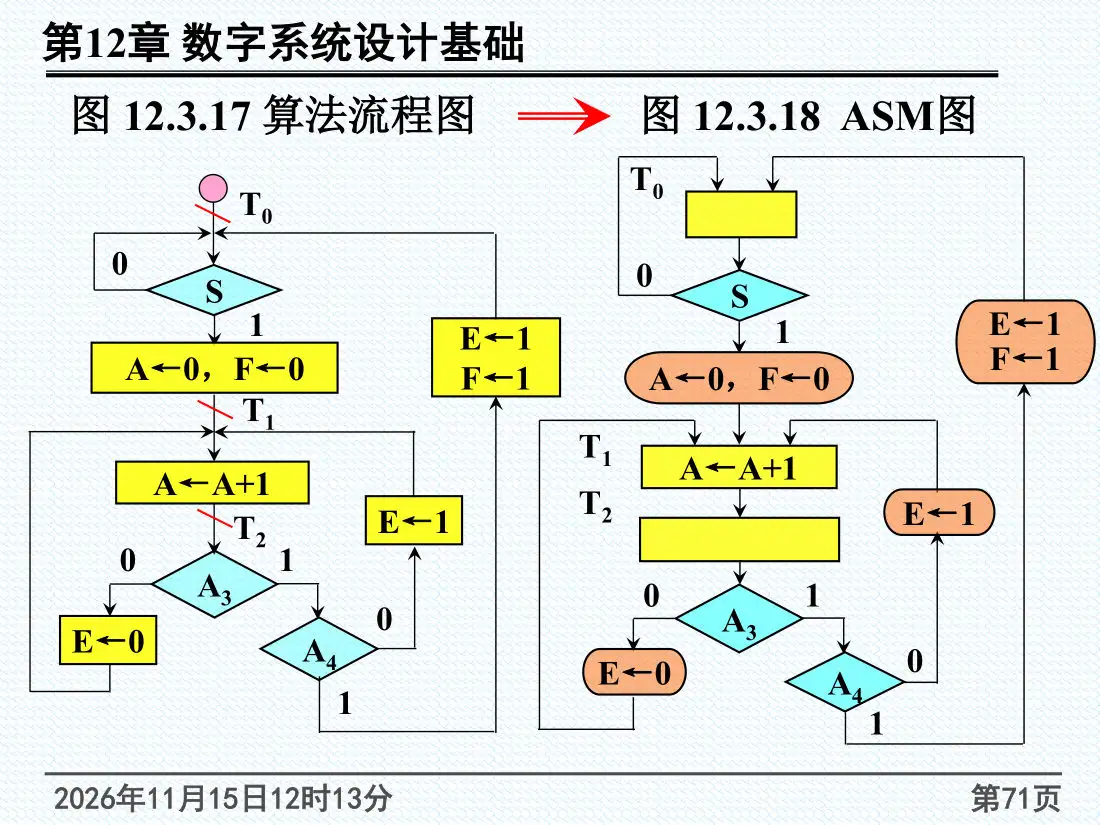 第12章 数字系统设计基础
图 12.3.17 算法流程图
图 12.3.18 ASM图
T0
0
S
1
A←0，F←0
T1
A←A+1
T2
0
A3
1
E←0
A4
0
1
E←1
E←1
F←1
T0
0
S
1
A←0，F←0
T1
A←A+1
T2
0
A3
1
E←0
A4
0
1
E←1
E←1
F←1
2026年11月15日12时13分
第71页